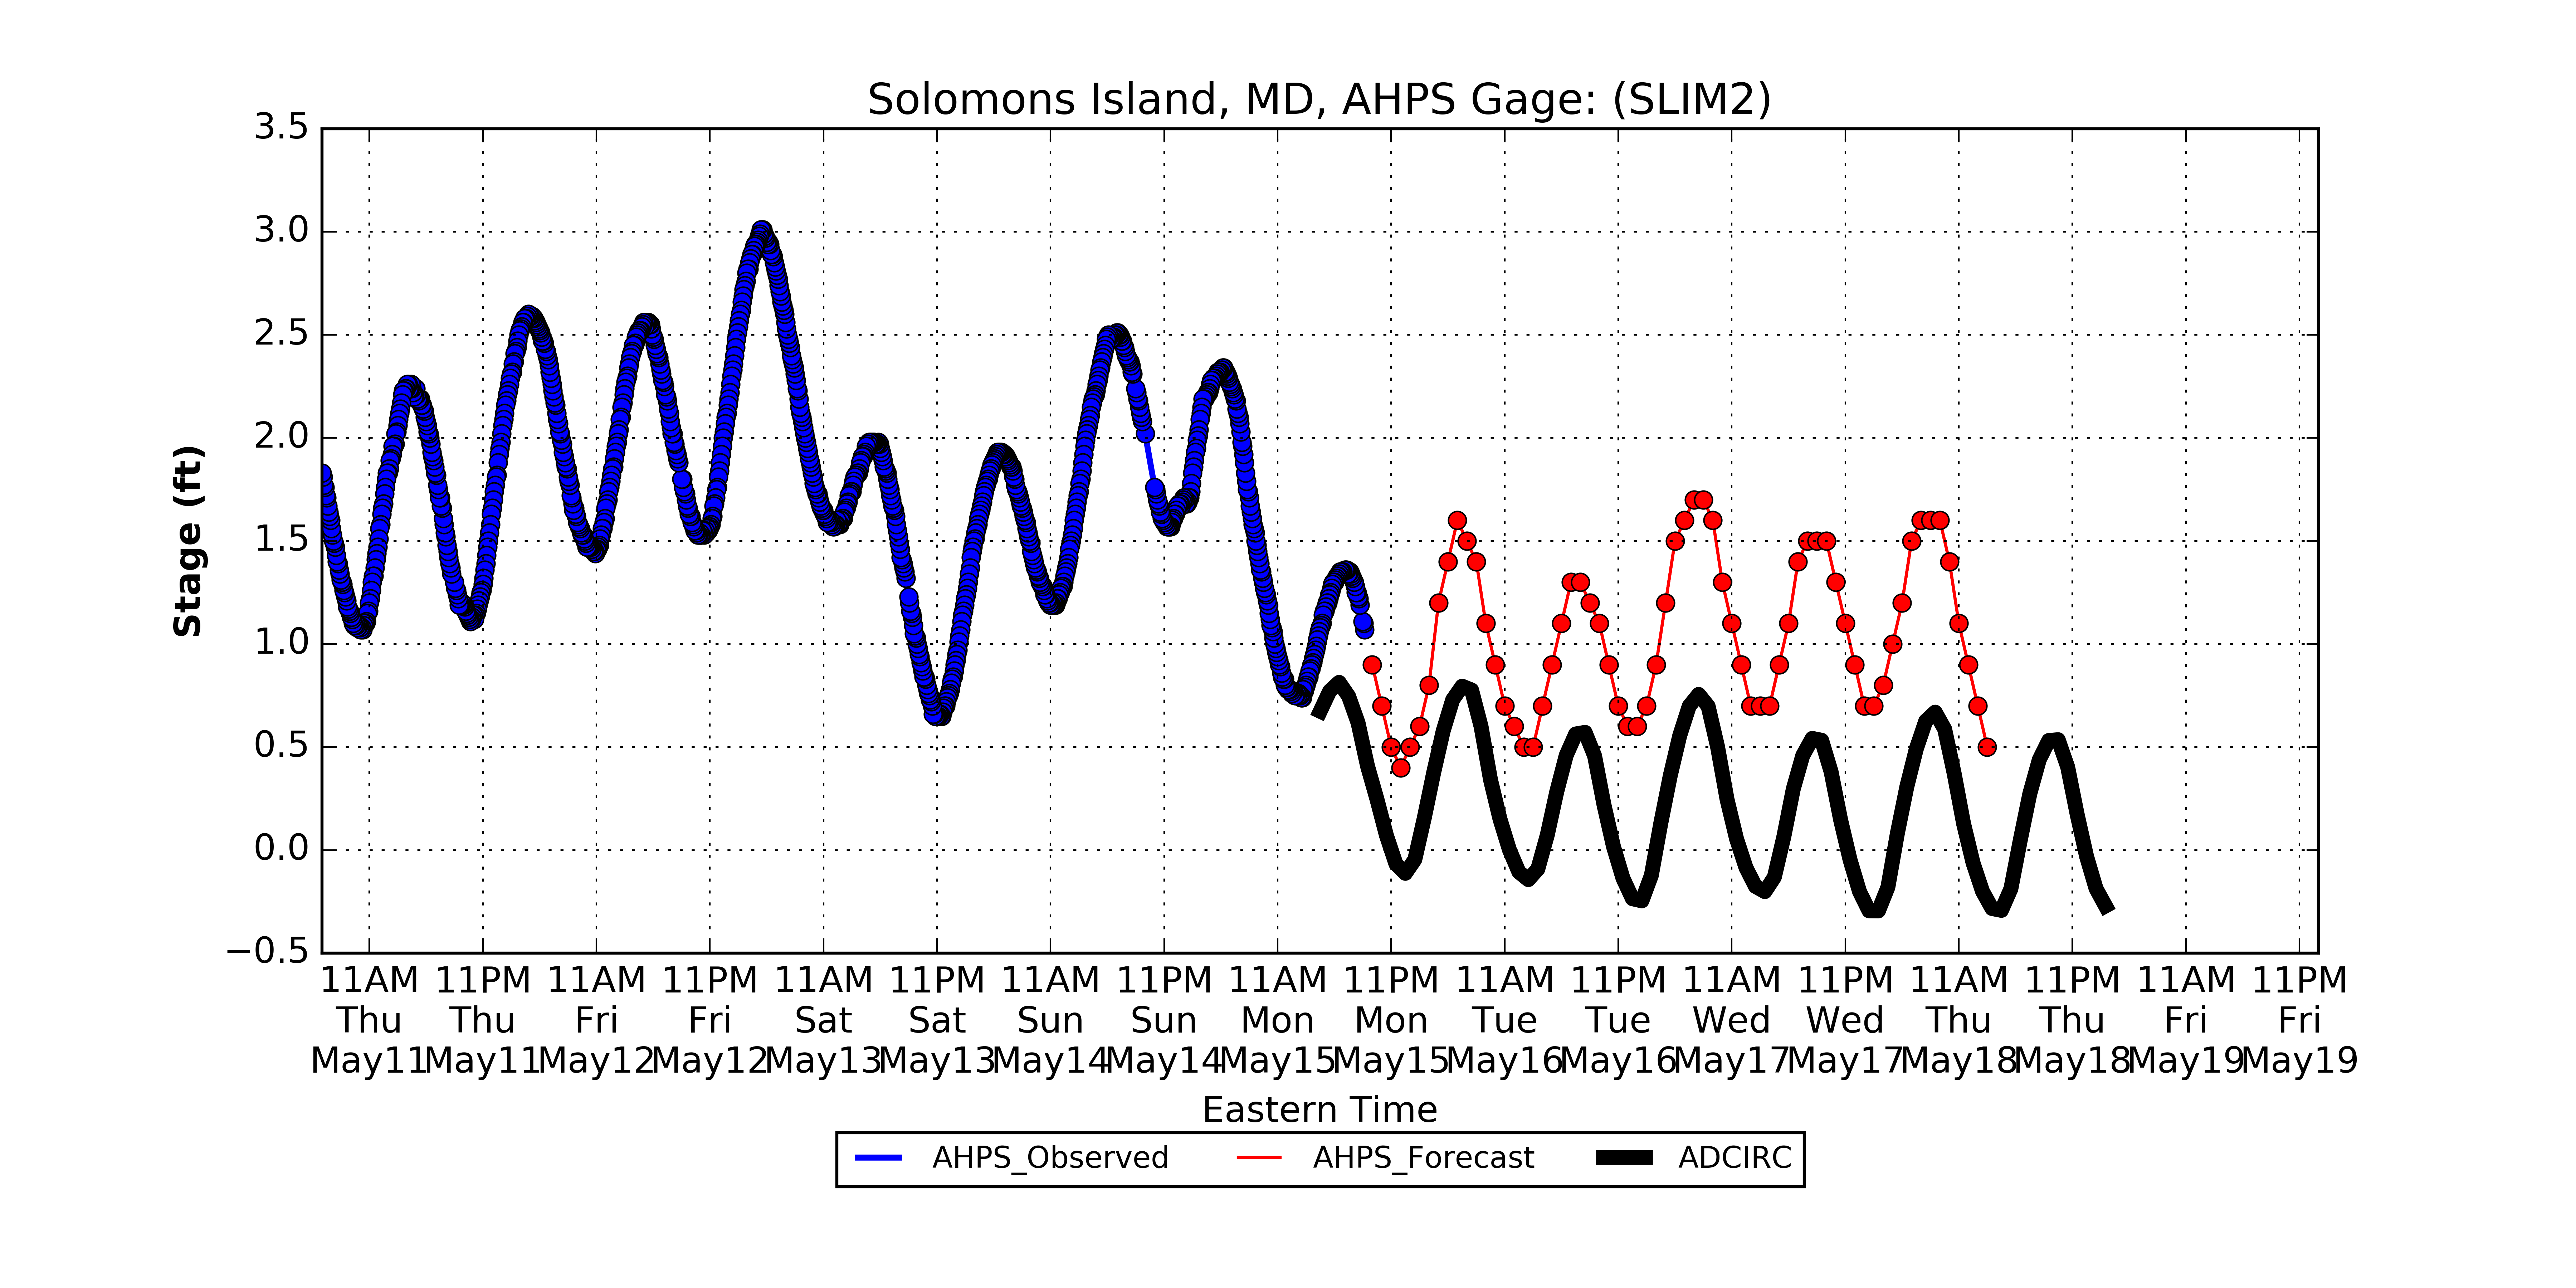 Solomons Island, MD, AHPS Gage: (SLIM2)
3.5
3.0
2.5
2.0
1.5
1.0
0.5
0.0
−0.5
Stage (ft)
11AM 11PM 11AM 11PM 11AM 11PM 11AM 11PM 11AM 11PM 11AM 11PM 11AM 11PM 11AM 11PM 11AM 11PM
Thu Thu Fri Fri Sat Sat Sun Sun Mon Mon Tue Tue Wed Wed Thu Thu Fri Fri
May11 May11 May12 May12 May13 May13 May14 May14 May15 May15 May16 May16 May17 May17 May18 May18 May19 May19
Eastern Time
AHPS_Observed AHPS_Forecast ADCIRC